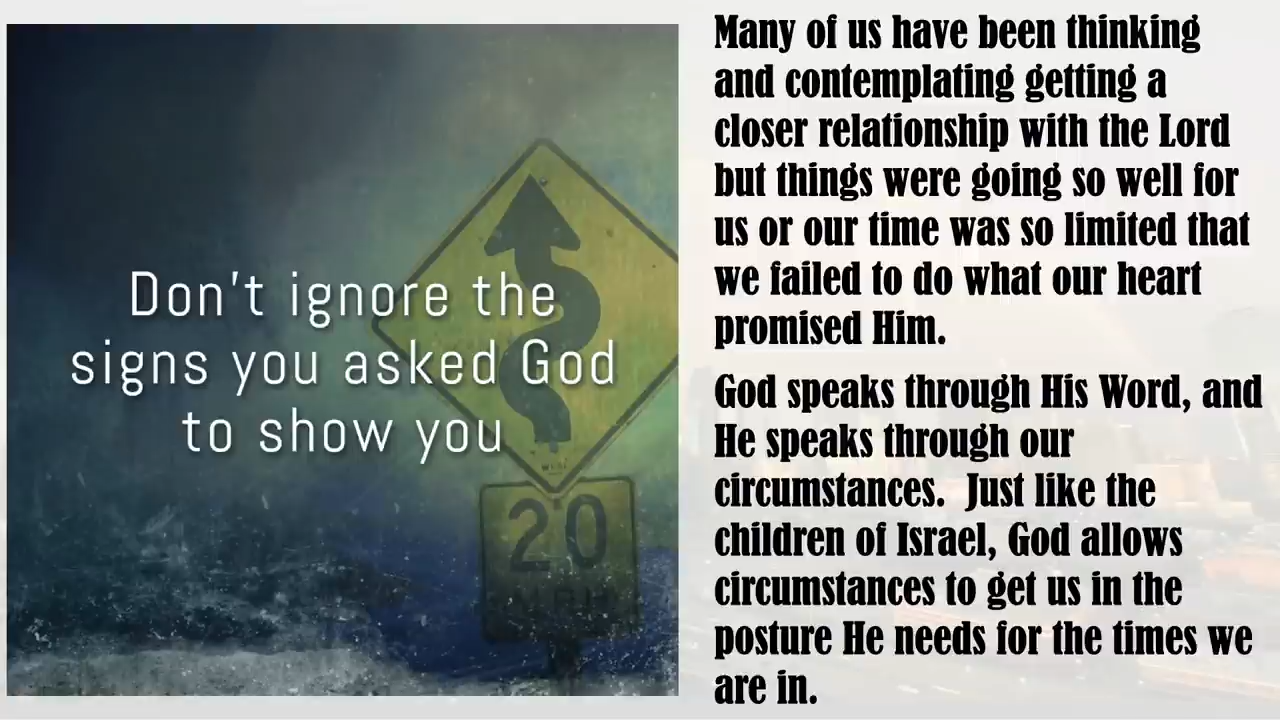 Don't ignore the
signs you asked God
to show you
20
MPH
Many of us have been thinking
and contemplating getting a
closer relationship with the Lord
but things were going so well for
us or our time was so limited that
we failed to do what our heart
promised Him.
God speaks through His Word, and
He speaks through our
circumstances.  Just like the
children of Israel, God allows
circumstances to get us in the
posture He needs for the times we
are in.